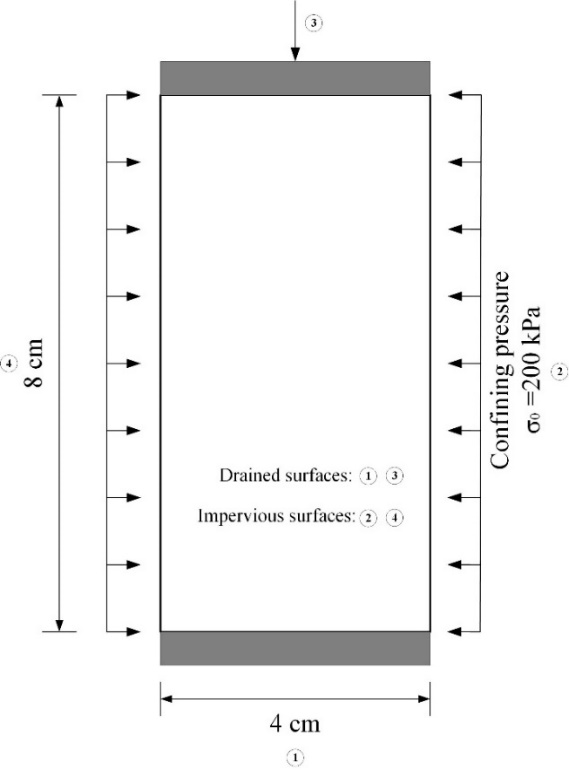 ③
④
8 cm
Confining pressure
σ₀ =200 kPa
②
Drained surfaces: ① ③
Impervious surfaces: ② ④
4 cm
①